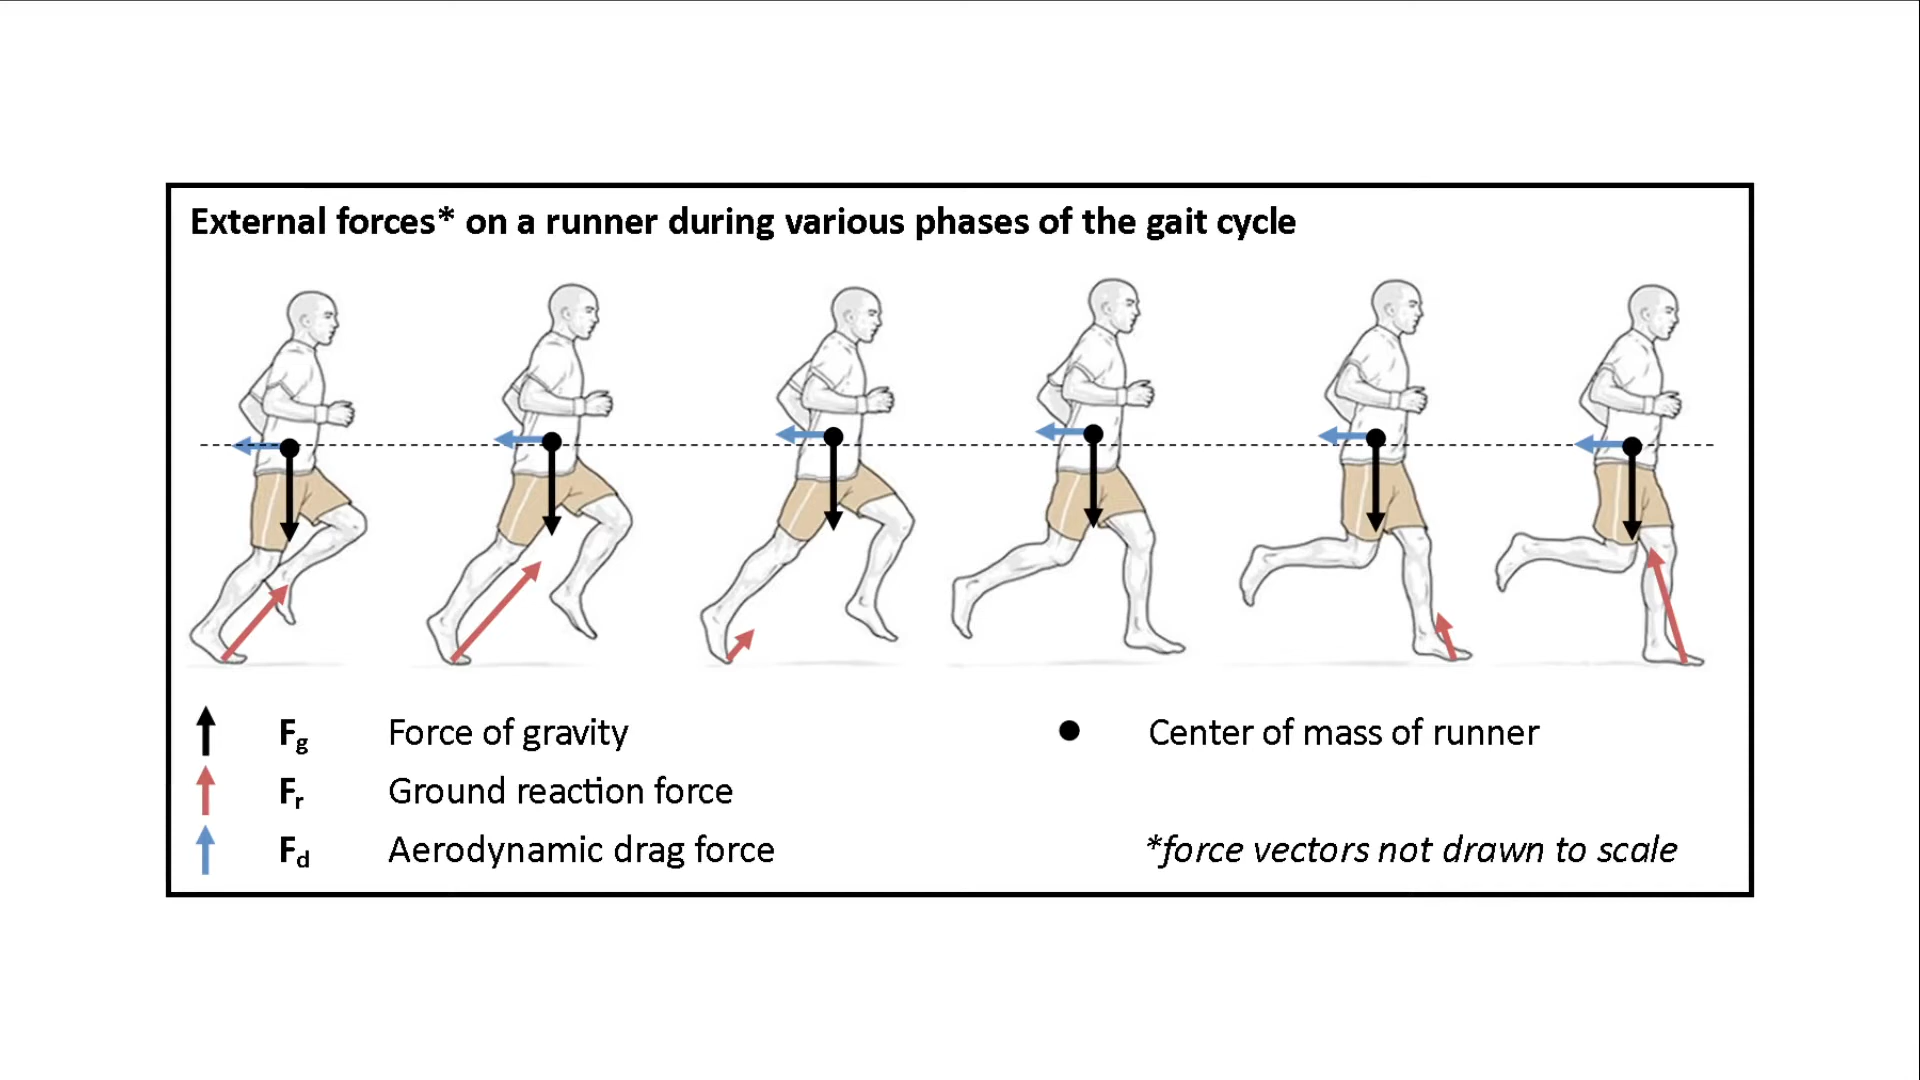 External forces* on a runner during various phases of the gait cycle
Fg Force of gravity
Center of mass of runner
Fr Ground reaction force
Fd Aerodynamic drag force
*force vectors not drawn to scale